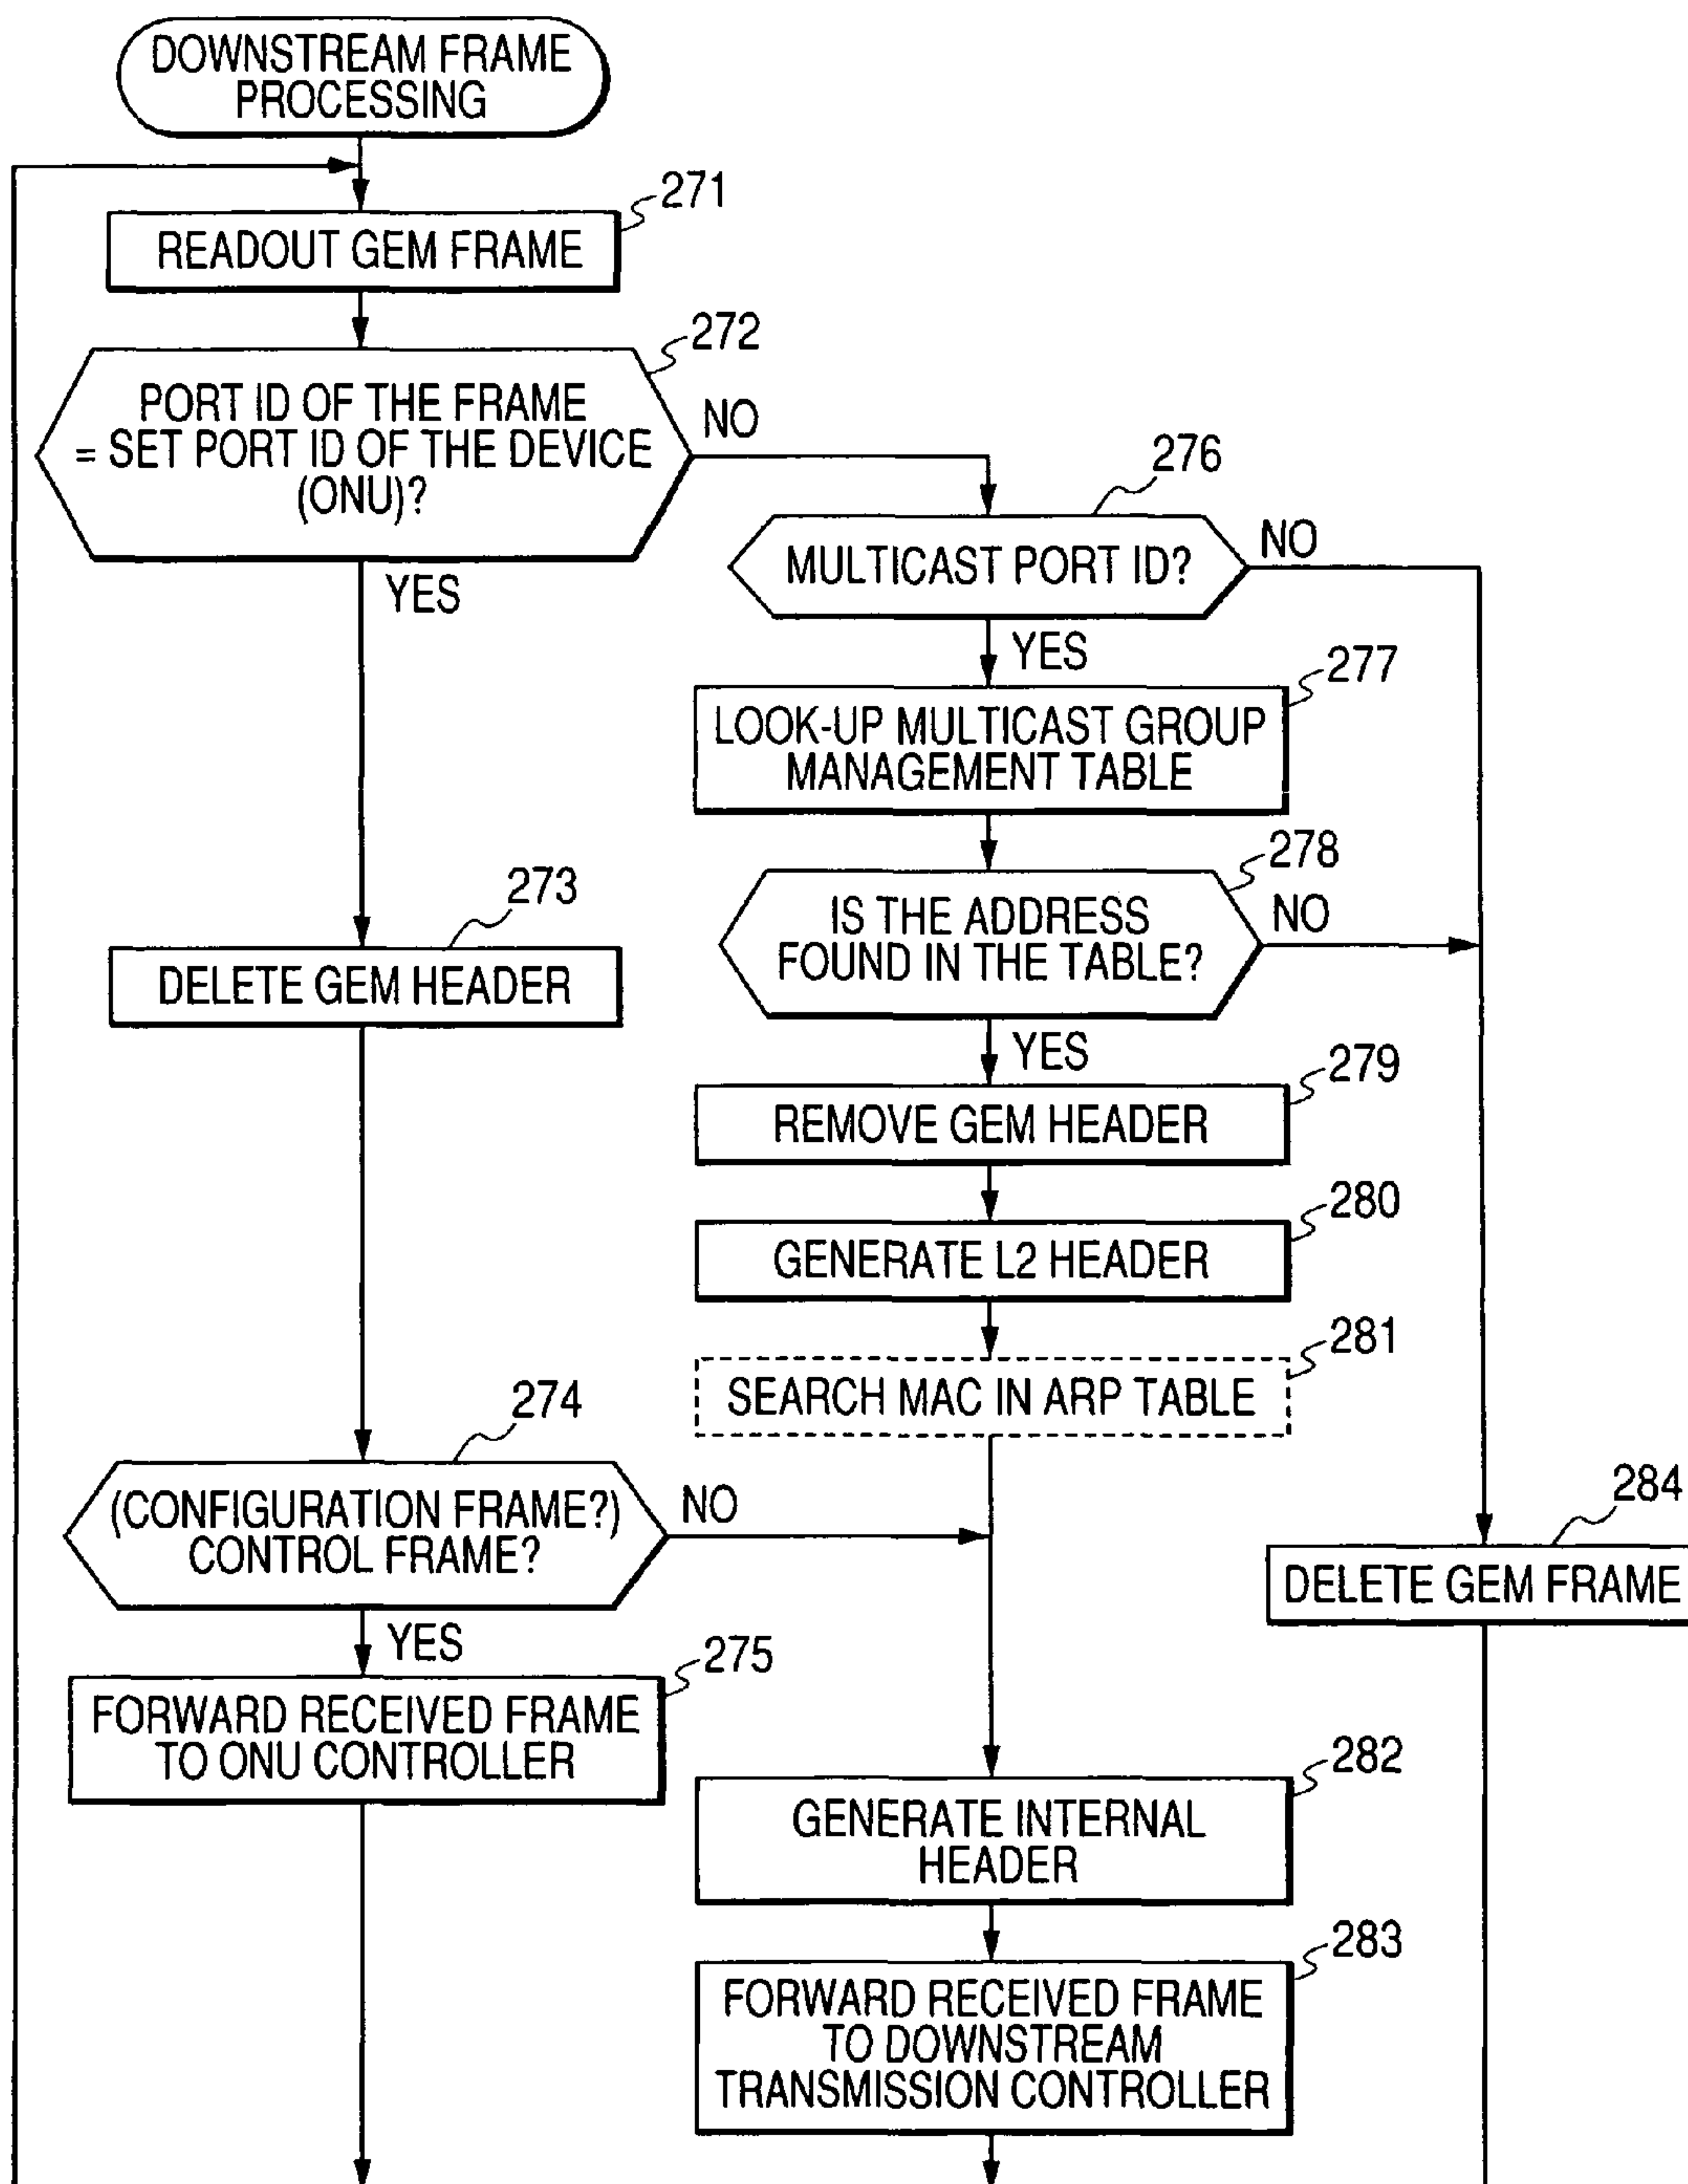 DOWNSTREAM FRAME
PROCESSING
271
READOUT GEM FRAME
272
PORT ID OF THE FRAME
= SET PORT ID OF THE DEVICE
(ONU)?
NO
YES
276
MULTICAST PORT ID?
NO
YES
277
LOOK-UP MULTICAST GROUP
MANAGEMENT TABLE
278
IS THE ADDRESS
FOUND IN THE TABLE?
NO
YES
273
DELETE GEM HEADER
279
REMOVE GEM HEADER
280
GENERATE L2 HEADER
281
SEARCH MAC IN ARP TABLE
274
(CONFIGURATION FRAME?)
CONTROL FRAME?
NO
YES
284
DELETE GEM FRAME
275
FORWARD RECEIVED FRAME
TO ONU CONTROLLER
282
GENERATE INTERNAL
HEADER
283
FORWARD RECEIVED FRAME
TO DOWNSTREAM
TRANSMISSION CONTROLLER